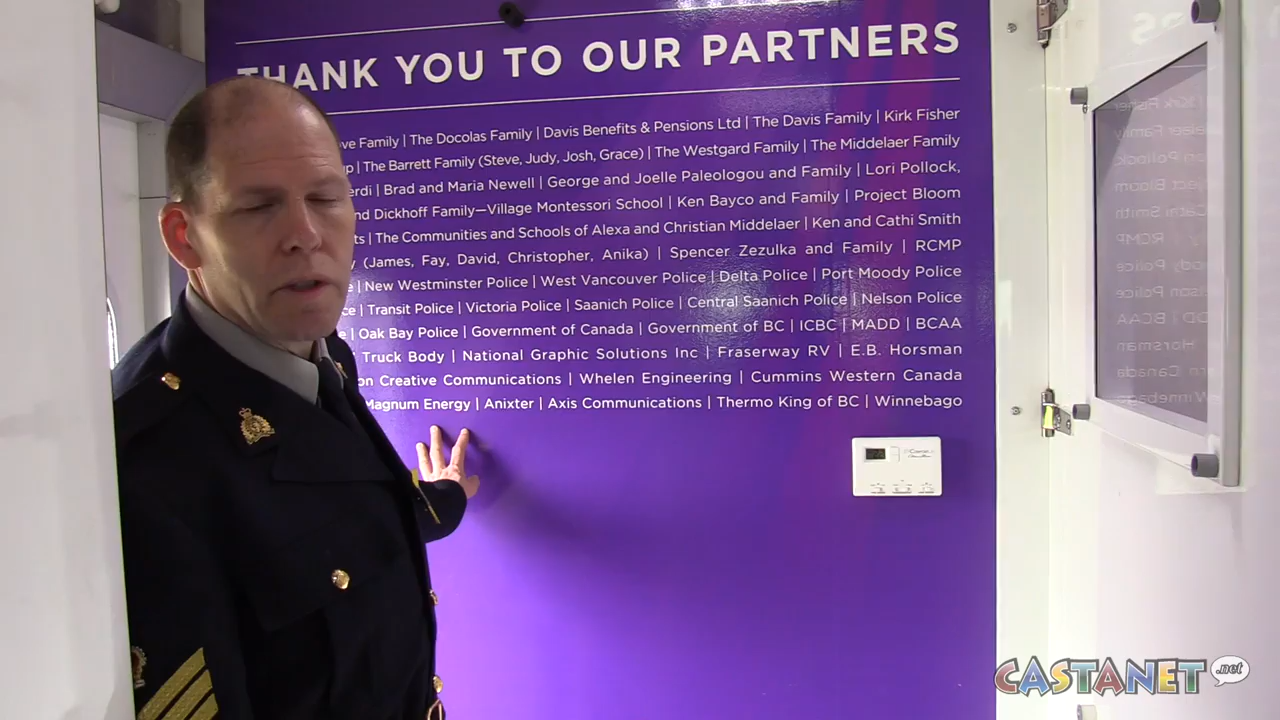 THANK YOU TO OUR PARTNERS
Family | The Docolas Family | Davis Benefits & Pensions Ltd | The Davis Family | Kirk Fisher
| The Barrett Family (Steve, Judy, Josh, Grace) | The Westgard Family | The Middelaer Family
| Brad and Maria Newell | George and Joelle Paleologou and Family | Lori Pollock,
Dickhoff Family—Village Montessori School | Ken Bayco and Family | Project Bloom
| The Communities and Schools of Alexa and Christian Middelaer | Ken and Cathi Smith
(James, Fay, David, Christopher, Anika) | Spencer Zezulka and Family | RCMP
| New Westminster Police | West Vancouver Police | Delta Police | Port Moody Police
| Transit Police | Victoria Police | Saanich Police | Central Saanich Police | Nelson Police
| Oak Bay Police | Government of Canada | Government of BC | ICBC | MADD | BCAA
Truck Body | National Graphic Solutions Inc | Fraserway RV | E.B. Horsman
Creative Communications | Whelen Engineering | Cummins Western Canada
Magnum Energy | Anixter | Axis Communications | Thermo King of BC | Winnebago
CASTANET.net